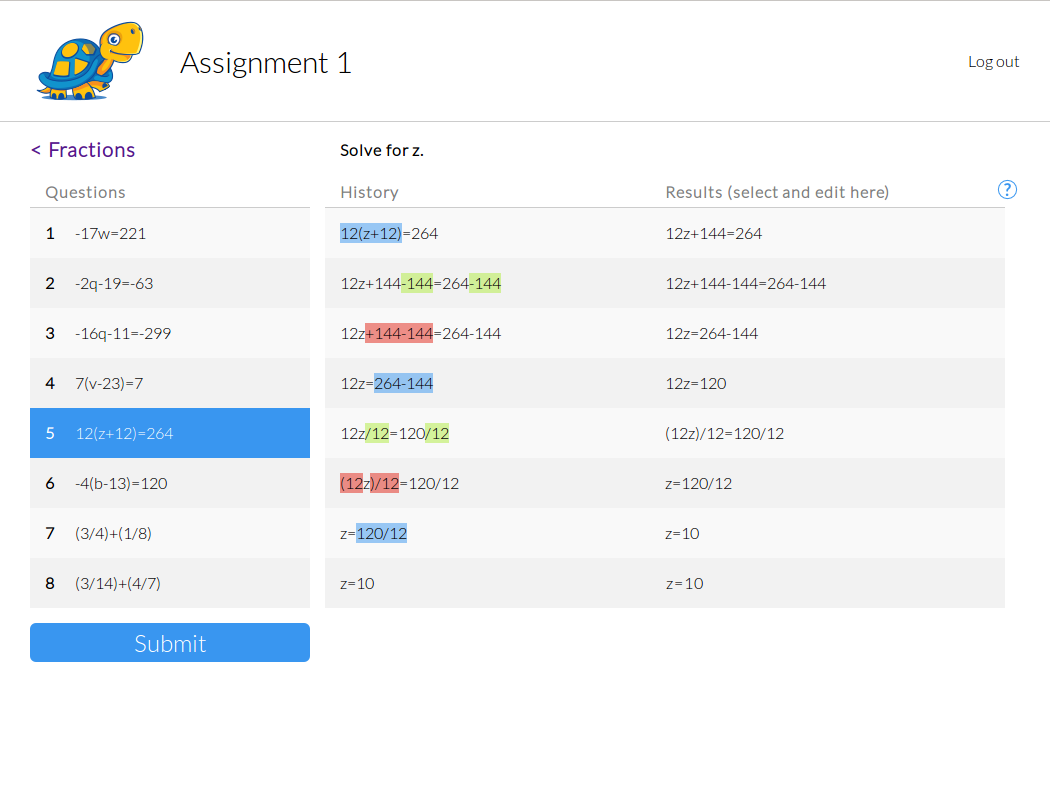 Assignment 1
Log out
< Fractions
Solve for z.
Questions
History
Results (select and edit here)
?
1 -17w=221
12(z+12)=264
12z+144=264
2 -2q-19=-63
12z+144-144=264-144
12z+144-144=264-144
3 -16q-11=-299
12z+144-144=264-144
12z=264-144
4 7(v-23)=7
12z=264-144
12z=120
5 12(z+12)=264
12z/12=120/12
(12z)/12=120/12
6 -4(b-13)=120
(12z)/12=120/12
z=120/12
7 (3/4)+(1/8)
z=120/12
z=10
8 (3/14)+(4/7)
z=10
z=10
Submit